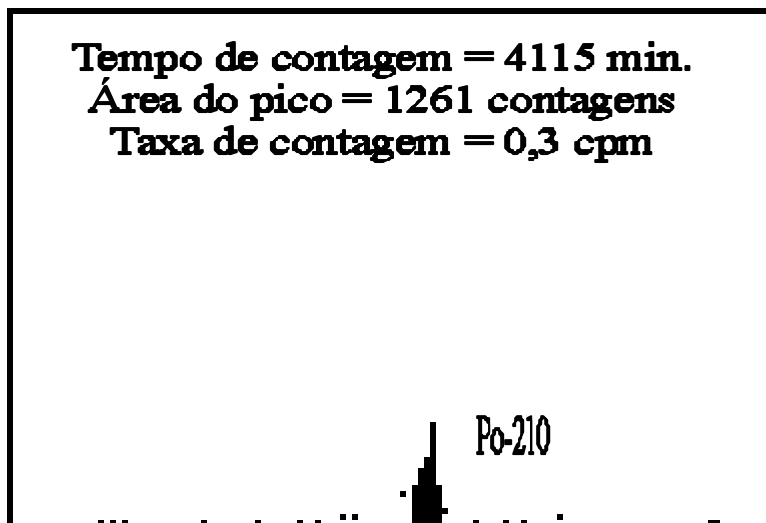 Tempo de contagem = 4115 min.
Área do pico = 1261 contagens
Taxa de contagem = 0,3 cpm
Po-210